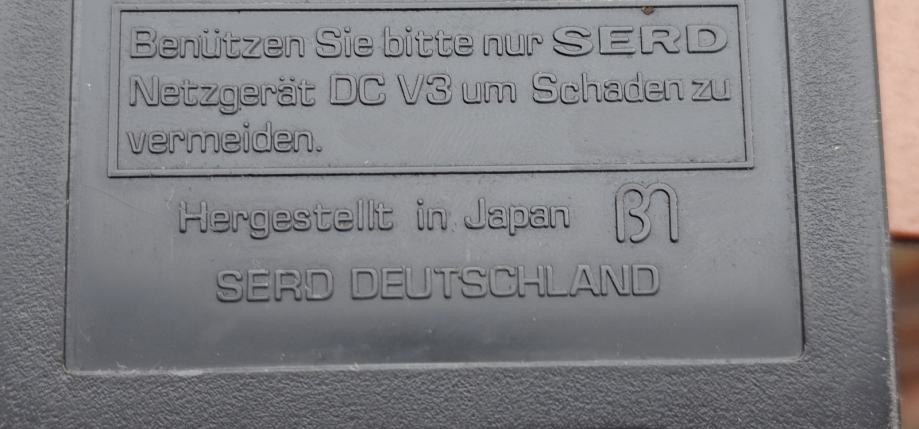 Benützen Sie bitte nur SERD
Netzgerät DC V3 um Schaden zu
vermeiden.
Hergestellt in Japan
SERD DEUTSCHLAND